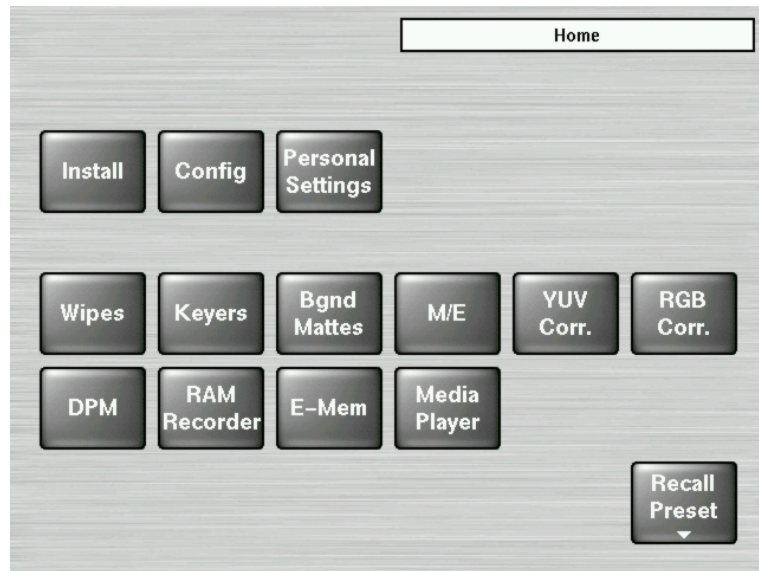 Home
Install
Config
Personal
Settings
Wipes
Keyers
Bgnd
Mattes
M/E
YUV
Corr.
RGB
Corr.
DPM
RAM
Recorder
E-Mem
Media
Player
Recall
Preset